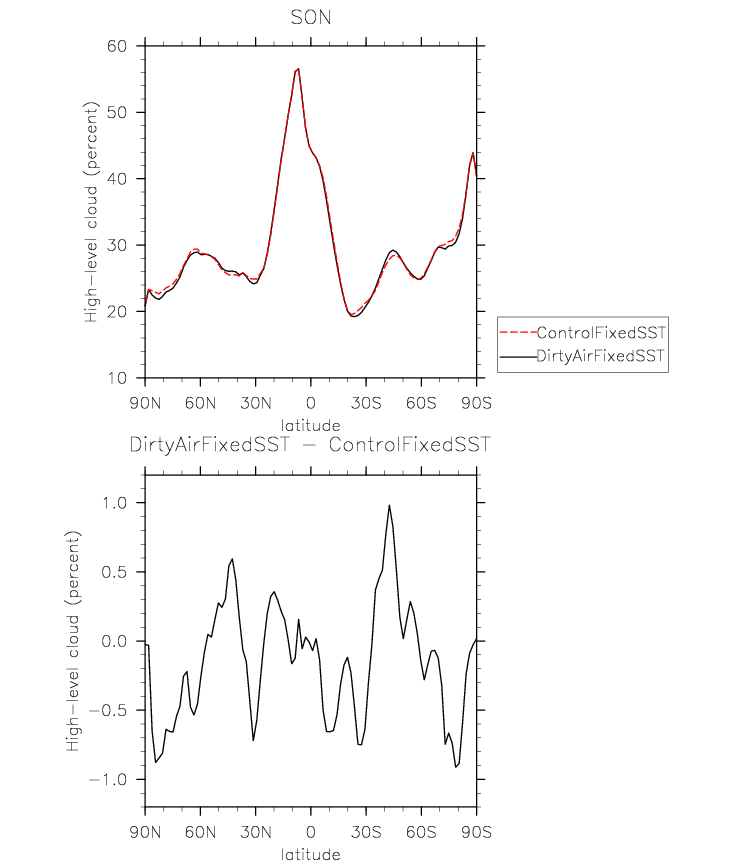 SON
High-level cloud (percent)
60
50
40
30
20
10
90N 60N 30N 0 30S 60S 90S
latitude
ControlFixedSST
DirtyAirFixedSST
DirtyAirFixedSST - ControlFixedSST
High-level cloud (percent)
1.0
0.5
0.0
-0.5
-1.0
90N 60N 30N 0 30S 60S 90S
latitude